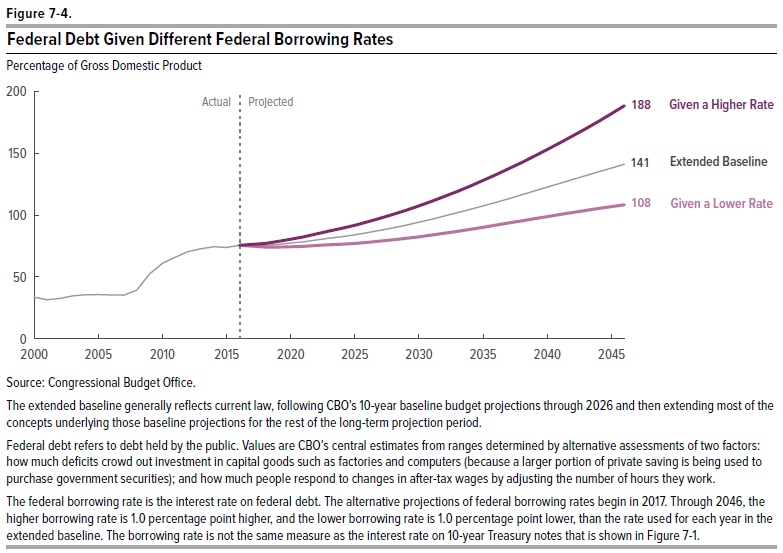 Figure 7-4.
Federal Debt Given Different Federal Borrowing Rates
Percentage of Gross Domestic Product
200
Actual Projected
188 Given a Higher Rate
150
141 Extended Baseline
108 Given a Lower Rate
100
50
0
2000 2005 2010 2015 2020 2025 2030 2035 2040 2045
Source: Congressional Budget Office.
The extended baseline generally reflects current law, following CBO's 10-year baseline budget projections through 2026 and then extending most of the
concepts underlying those baseline projections for the rest of the long-term projection period.
Federal debt refers to debt held by the public. Values are CBO's central estimates from ranges determined by alternative assessments of two factors:
how much deficits crowd out investment in capital goods such as factories and computers (because a larger portion of private saving is being used to
purchase government securities); and how much people respond to changes in after-tax wages by adjusting the number of hours they work.
The federal borrowing rate is the interest rate on federal debt. The alternative projections of federal borrowing rates begin in 2017. Through 2046, the
higher borrowing rate is 1.0 percentage point higher, and the lower borrowing rate is 1.0 percentage point lower, than the rate used for each year in the
extended baseline. The borrowing rate is not the same measure as the interest rate on 10-year Treasury notes that is shown in Figure 7-1.